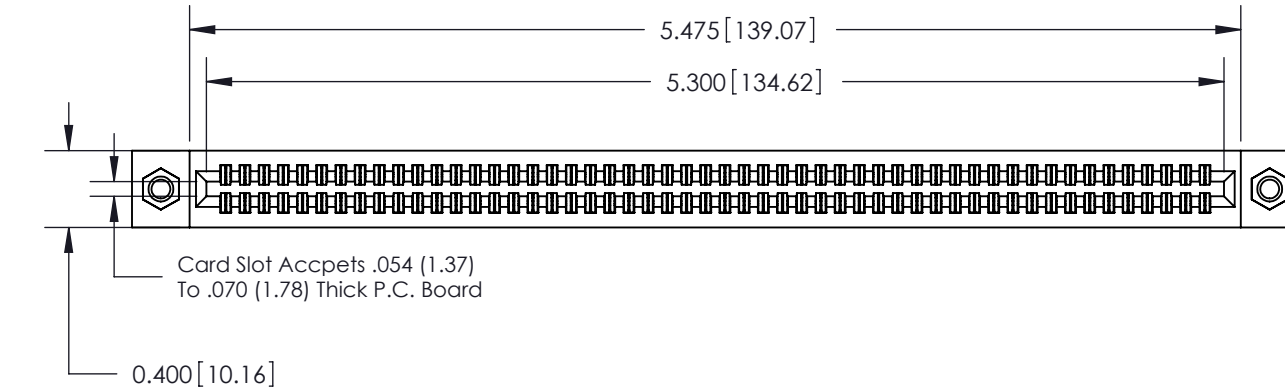 5.475[139.07]
5.300[134.62]
Card Slot Accpets .054 (1.37)
To .070 (1.78) Thick P.C. Board
0.400[10.16]